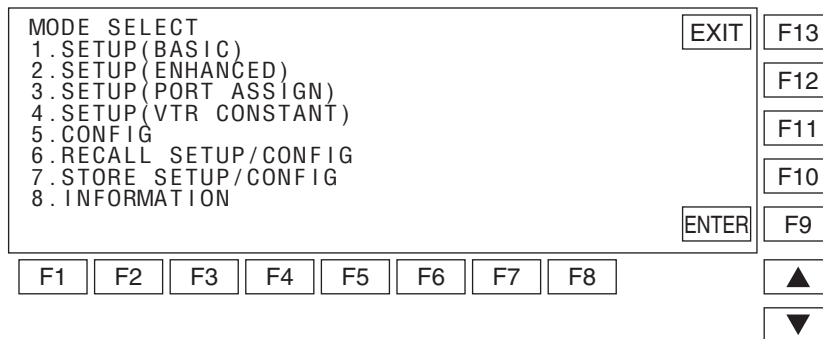 MODE SELECT
1.SETUP(BASIC)
2.SETUP(ENHANCED)
3.SETUP(PORT ASSIGN)
4.SETUP(VTR CONSTANT)
5.CONFIG
6.RECALL SETUP/CONFIG
7.STORE SETUP/CONFIG
8.INFORMATION
EXIT
ENTER
F13
F12
F11
F10
F9
F1 F2 F3 F4 F5 F6 F7 F8
▲
▼